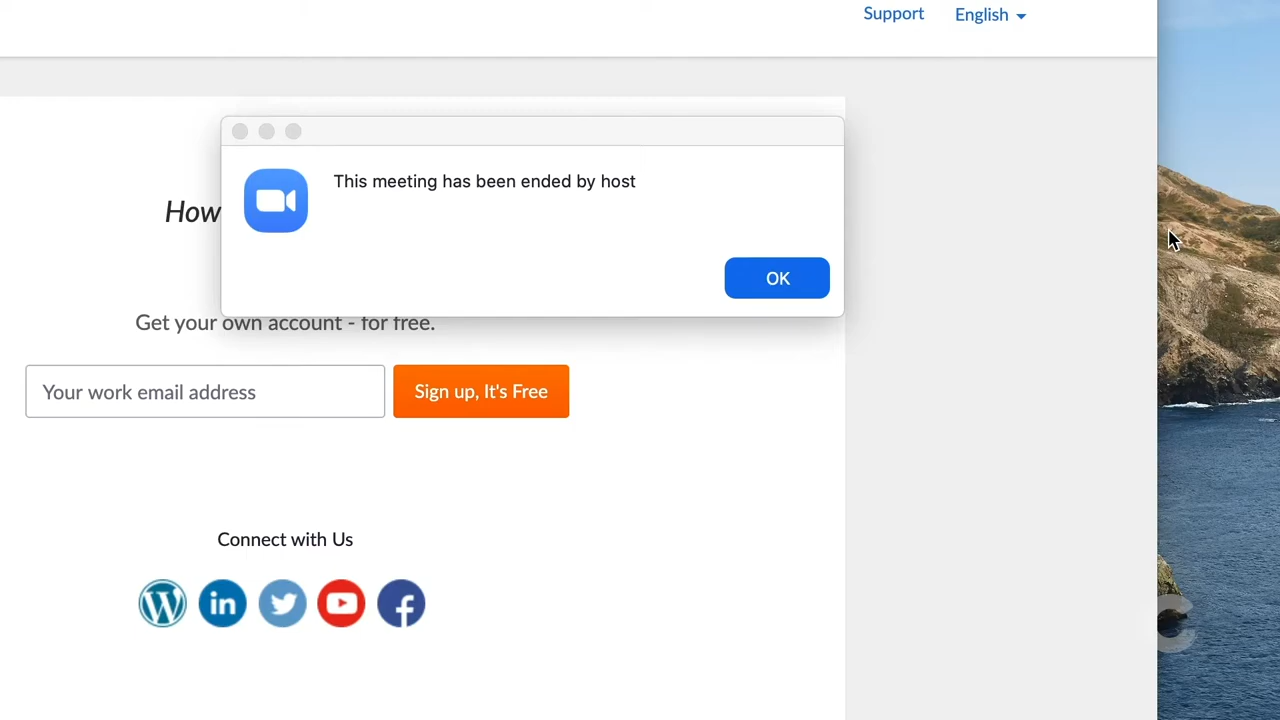 Support
English
This meeting has been ended by host
How
OK
Get your own account - for free.
Your work email address
Sign up, It's Free
Connect with Us